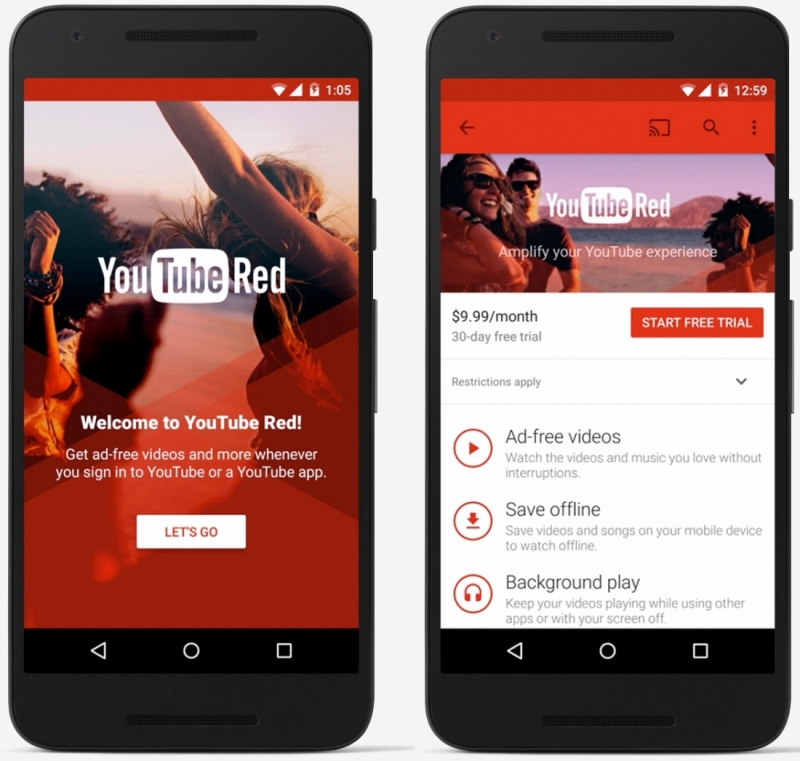 1:05
YouTube Red
Welcome to YouTube Red!
Get ad-free videos and more whenever
you sign in to YouTube or a YouTube app.
LET'S GO
12:59
YouTube Red
Amplify your YouTube experience
$9.99/month
30-day free trial
START FREE TRIAL
Restrictions apply
Ad-free videos
Watch the videos and music you love without
interruptions.
Save offline
Save videos and songs on your mobile device
to watch offline.
Background play
Keep your videos playing while using other
apps or with your screen off.